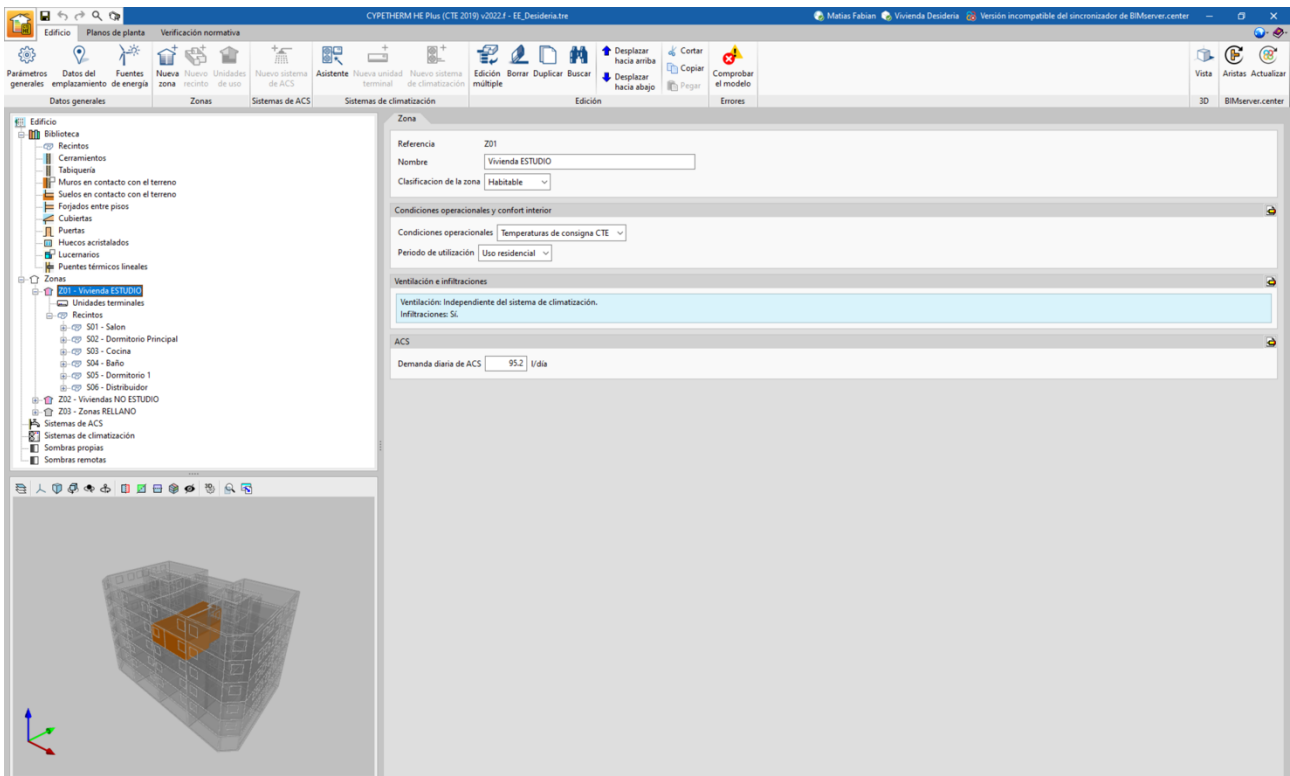 CYPETHERM HE Plus (CTE 2019) v2022.f - EE_Desideria.tre
Matias Fabian Vivienda Desideria Versión incompatible del sincronizador de BIMserver.center
Edificio Planos de planta Verificación normativa
Parámetros generales
Datos del emplazamiento
Fuentes de energía
Nueva zona
Nuevo recinto
Unidades de uso
Nuevo sistema de ACS
Asistente
Nueva unidad terminal
Nuevo sistema de climatización
Edición múltiple
Borrar
Duplicar
Buscar
Desplazar hacia arriba
Desplazar hacia abajo
Cortar
Copiar
Pegar
Comprobar el modelo
Vista
Aristas
Actualizar
Datos generales Zonas Sistemas de ACS Sistemas de climatización Edición Errores 3D BIMserver.center
Edificio
Biblioteca
Recintos
Cerramientos
Tabiquería
Muros en contacto con el terreno
Suelos en contacto con el terreno
Forjados entre pisos
Cubiertas
Puertas
Huecos acristalados
Lucernarios
Puentes térmicos lineales
Zonas
Z01 - Vivienda ESTUDIO
Unidades terminales
Recintos
S01 - Salon
S02 - Dormitorio Principal
S03 - Cocina
S04 - Baño
S05 - Dormitorio 1
S06 - Distribuidor
Z02 - Viviendas NO ESTUDIO
Z03 - Zonas RELLANO
Sistemas de ACS
Sistemas de climatización
Sombras propias
Sombras remotas
Zona
Referencia Z01
Nombre Vivienda ESTUDIO
Clasificacion de la zona Habitable
Condiciones operacionales y confort interior
Condiciones operacionales Temperaturas de consigna CTE
Periodo de utilización Uso residencial
Ventilación e infiltraciones
Ventilación: Independiente del sistema de climatización.
Infiltraciones: Sí.
ACS
Demanda diaria de ACS 95.2 l/día